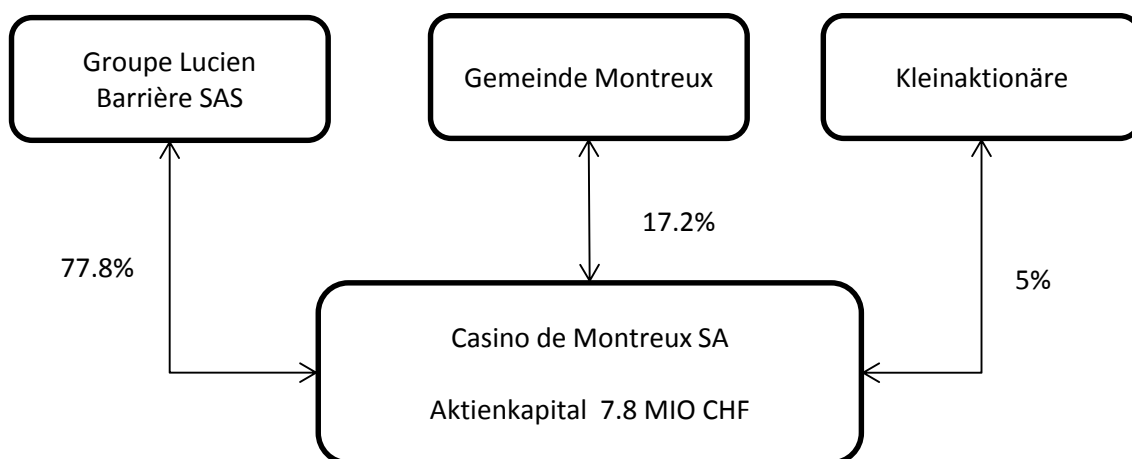 Groupe Lucien
Barrière SAS
Gemeinde Montreux
Kleinaktionäre
77.8%
17.2%
5%
Casino de Montreux SA
Aktienkapital 7.8 MIO CHF